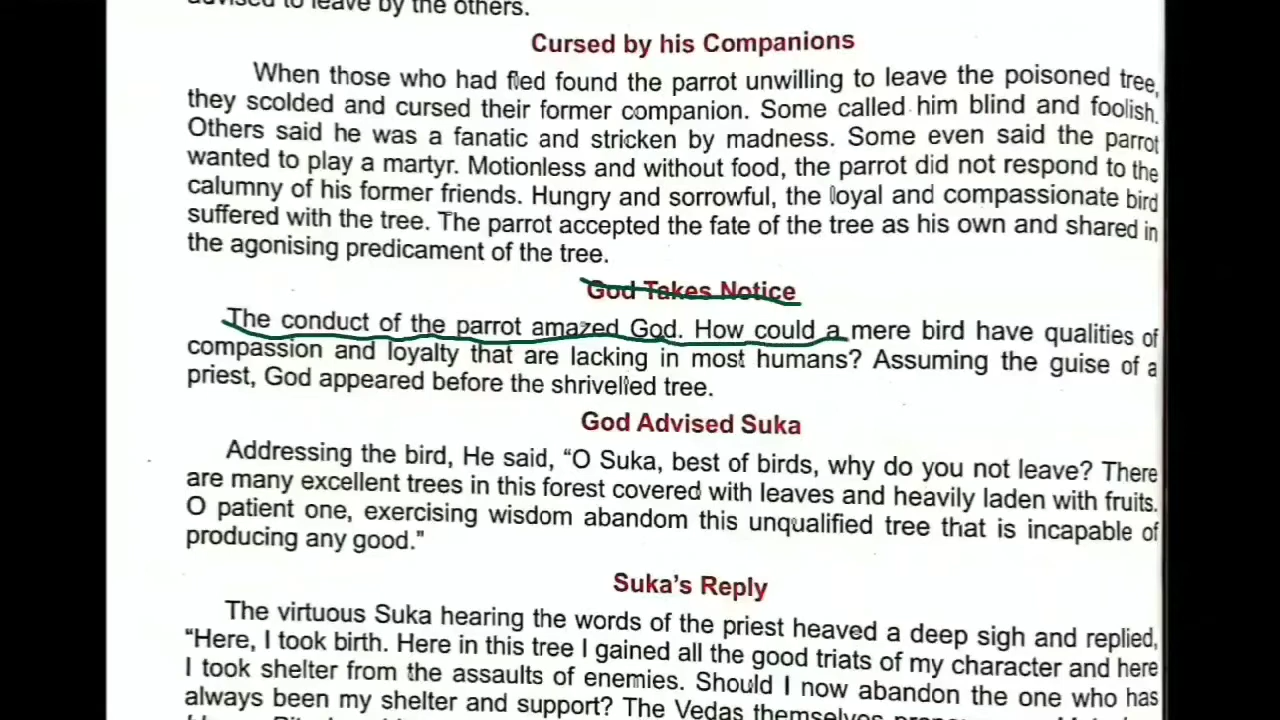 advised to leave by the others.
Cursed by his Companions
When those who had fled found the parrot unwilling to leave the poisoned tree,
they scolded and cursed their former companion. Some called him blind and foolish.
Others said he was a fanatic and stricken by madness. Some even said the parrot
wanted to play a martyr. Motionless and without food, the parrot did not respond to the
calumny of his former friends. Hungry and sorrowful, the loyal and compassionate bird
suffered with the tree. The parrot accepted the fate of the tree as his own and shared in
the agonising predicament of the tree.
God Takes Notice
The conduct of the parrot amazed God. How could a mere bird have qualities of
compassion and loyalty that are lacking in most humans? Assuming the guise of a
priest, God appeared before the shrivelled tree.
God Advised Suka
Addressing the bird, He said, “O Suka, best of birds, why do you not leave? There
are many excellent trees in this forest covered with leaves and heavily laden with fruits.
O patient one, exercising wisdom abandom this unqualified tree that is incapable of
producing any good."
Suka’s Reply
The virtuous Suka hearing the words of the priest heaved a deep sigh and replied,
“Here, I took birth. Here in this tree I gained all the good triats of my character and here
I took shelter from the assaults of enemies. Should I now abandon the one who has
always been my shelter and support? The Vedas themselves